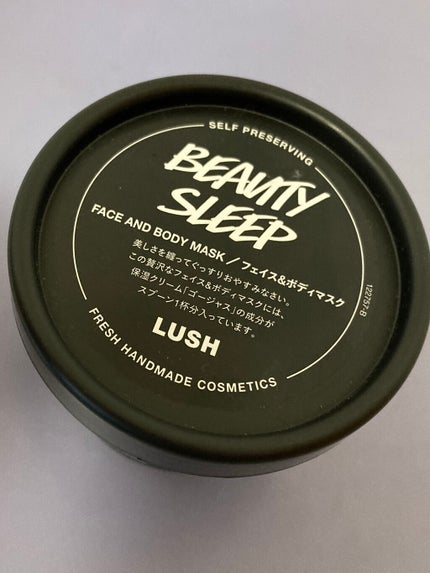 SELF PRESERVING
BEAUTY
SLEEP
FACE AND BODY MASK / フェイス&ボディマスク
美しさを纏ってぐっすりおやすみなさい。
この贅沢なフェイス&ボディマスクには、
保湿クリーム「ゴージャス」の成分が
スプーン1杯分入っています。
LUSH
FRESH HANDMADE COSMETICS
122757-B